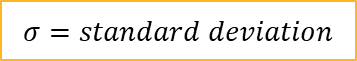 σ = standard deviation